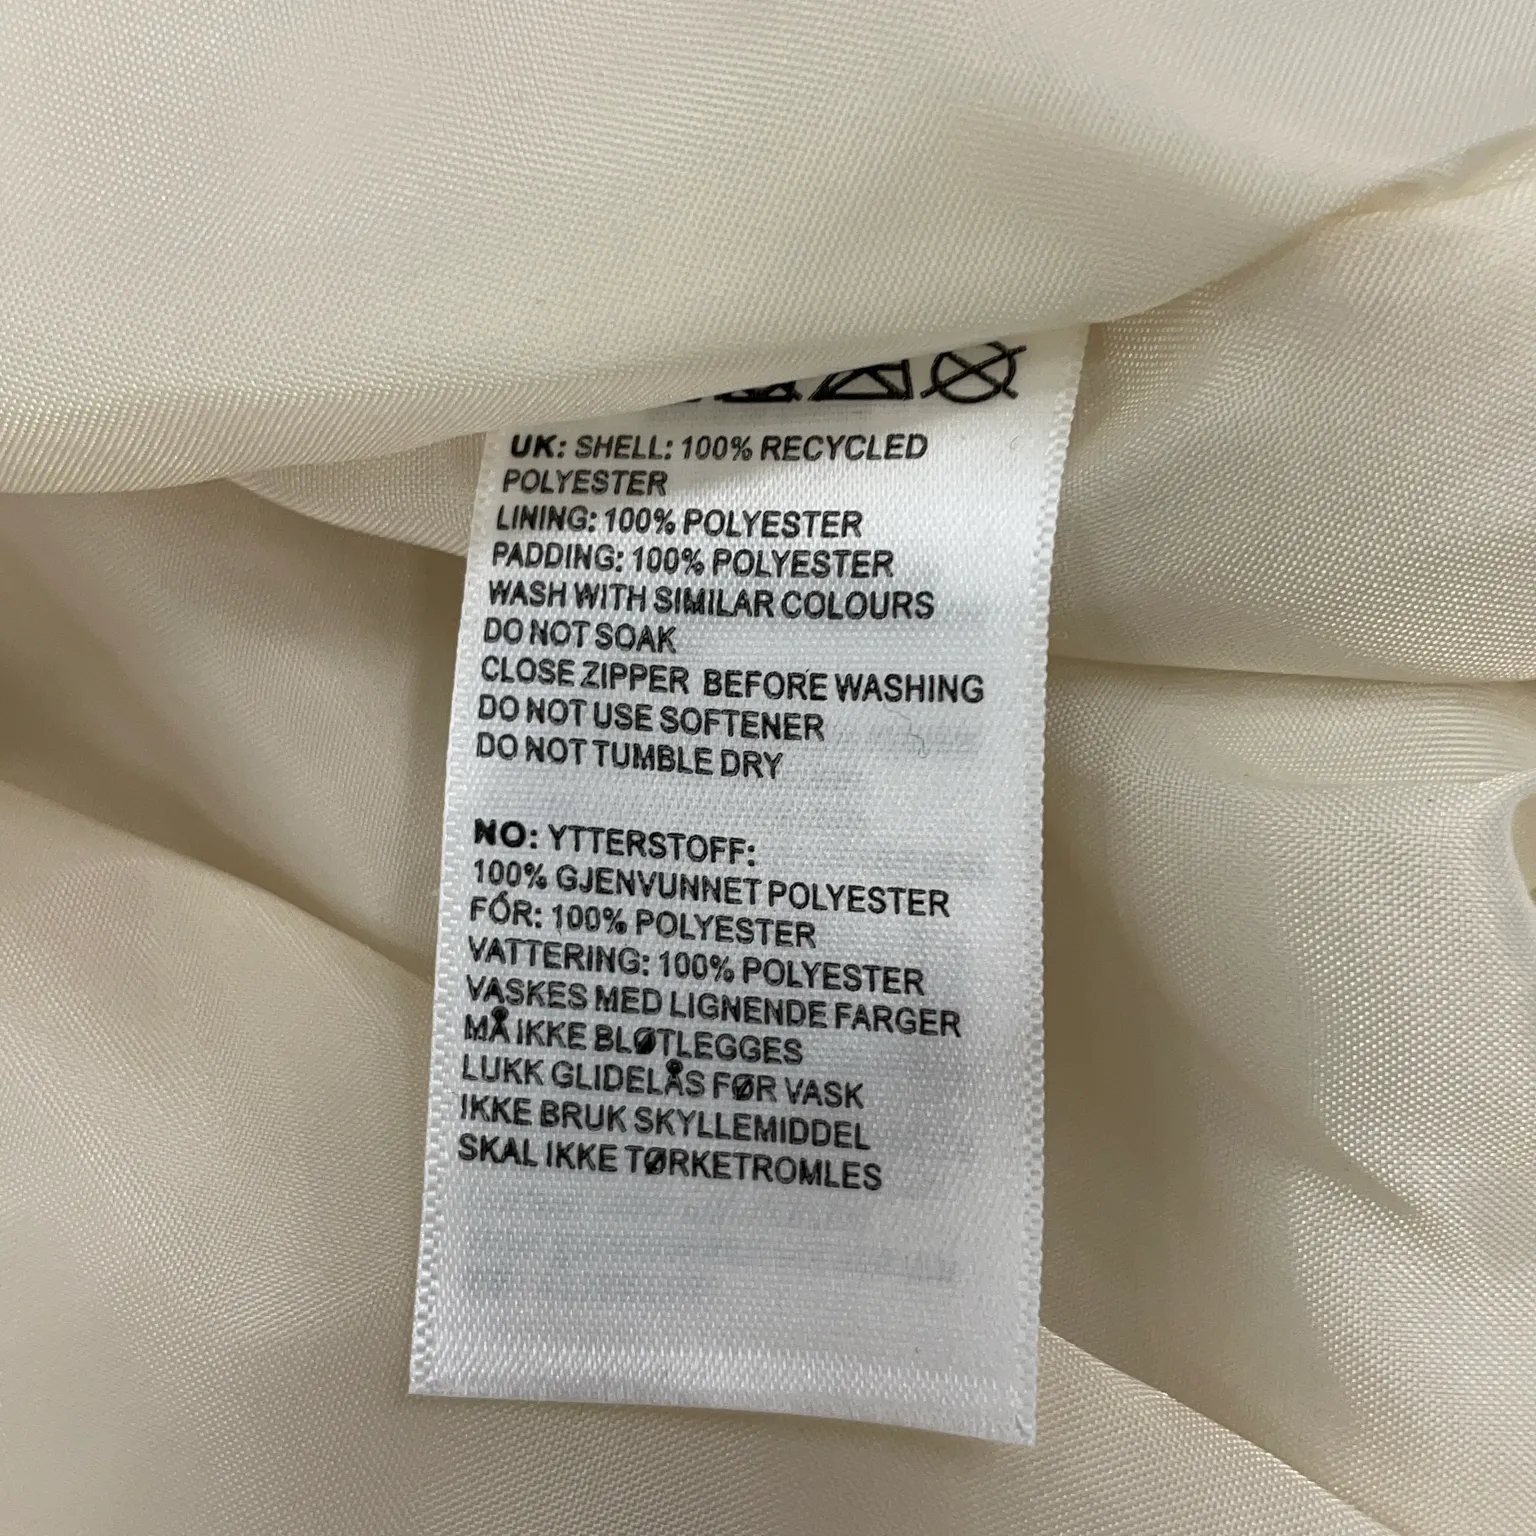 UK: SHELL: 100% RECYCLED
POLYESTER
LINING: 100% POLYESTER
PADDING: 100% POLYESTER
WASH WITH SIMILAR COLOURS
DO NOT SOAK
CLOSE ZIPPER BEFORE WASHING
DO NOT USE SOFTENER
DO NOT TUMBLE DRY
NO: YTTERSTOFF:
100% GJENVUNNET POLYESTER
FÓR: 100% POLYESTER
VATTERING: 100% POLYESTER
VASKES MED LIGNENDE FARGER
MÅ IKKE BLØTLEGGES
LUKK GLIDELÅS FØR VASK
IKKE BRUK SKYLLEMIDDEL
SKAL IKKE TØRKETROMLES